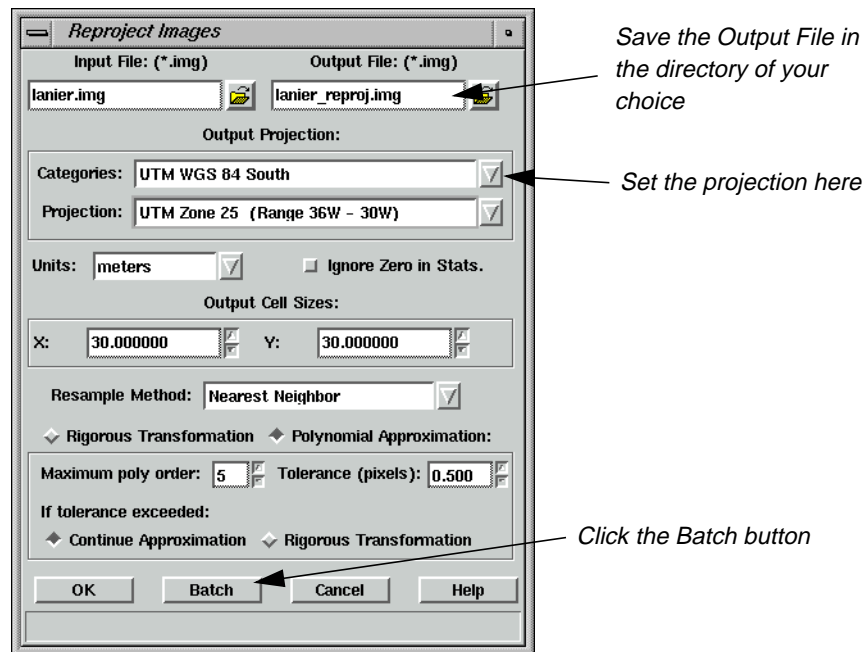 Reproject Images
Input File: (*.img) Output File: (*.img)
lanier.img lanier_reproj.img
Save the Output File in
the directory of your
choice
Output Projection:
Categories: UTM WGS 84 South
Set the projection here
Projection: UTM Zone 25 (Range 36W - 30W)
Units: meters Ignore Zero in Stats.
Output Cell Sizes:
X: 30.000000 Y: 30.000000
Resample Method: Nearest Neighbor
Rigorous Transformation Polynomial Approximation:
Maximum poly order: 5 Tolerance (pixels): 0.500
If tolerance exceeded:
Continue Approximation Rigorous Transformation
Click the Batch button
OK Batch Cancel Help